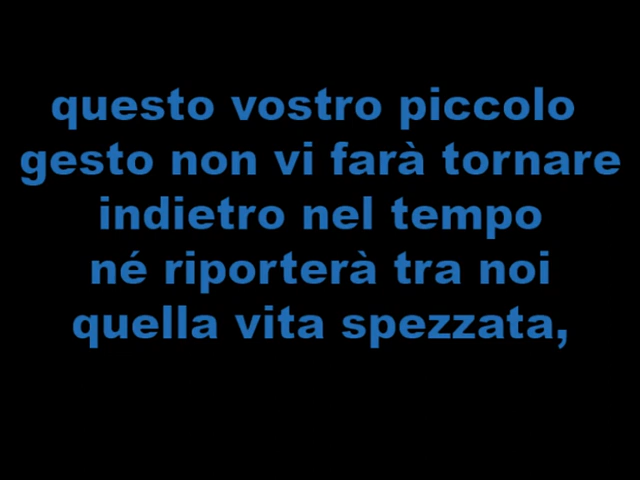 questo vostro piccolo
gesto non vi farà tornare
indietro nel tempo
né riporterà tra noi
quella vita spezzata,